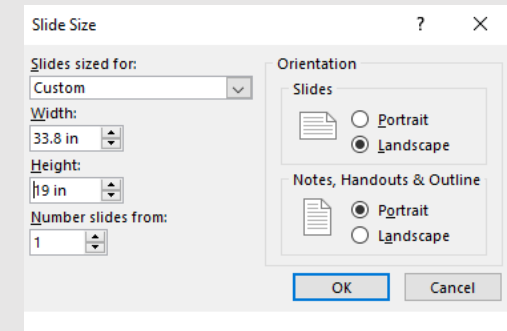 Slide Size ? ×
Slides sized for:
Custom
Width:
33.8 in
Height:
19 in
Number slides from:
1
Orientation
Slides
Portrait
Landscape
Notes, Handouts & Outline
Portrait
Landscape
OK Cancel